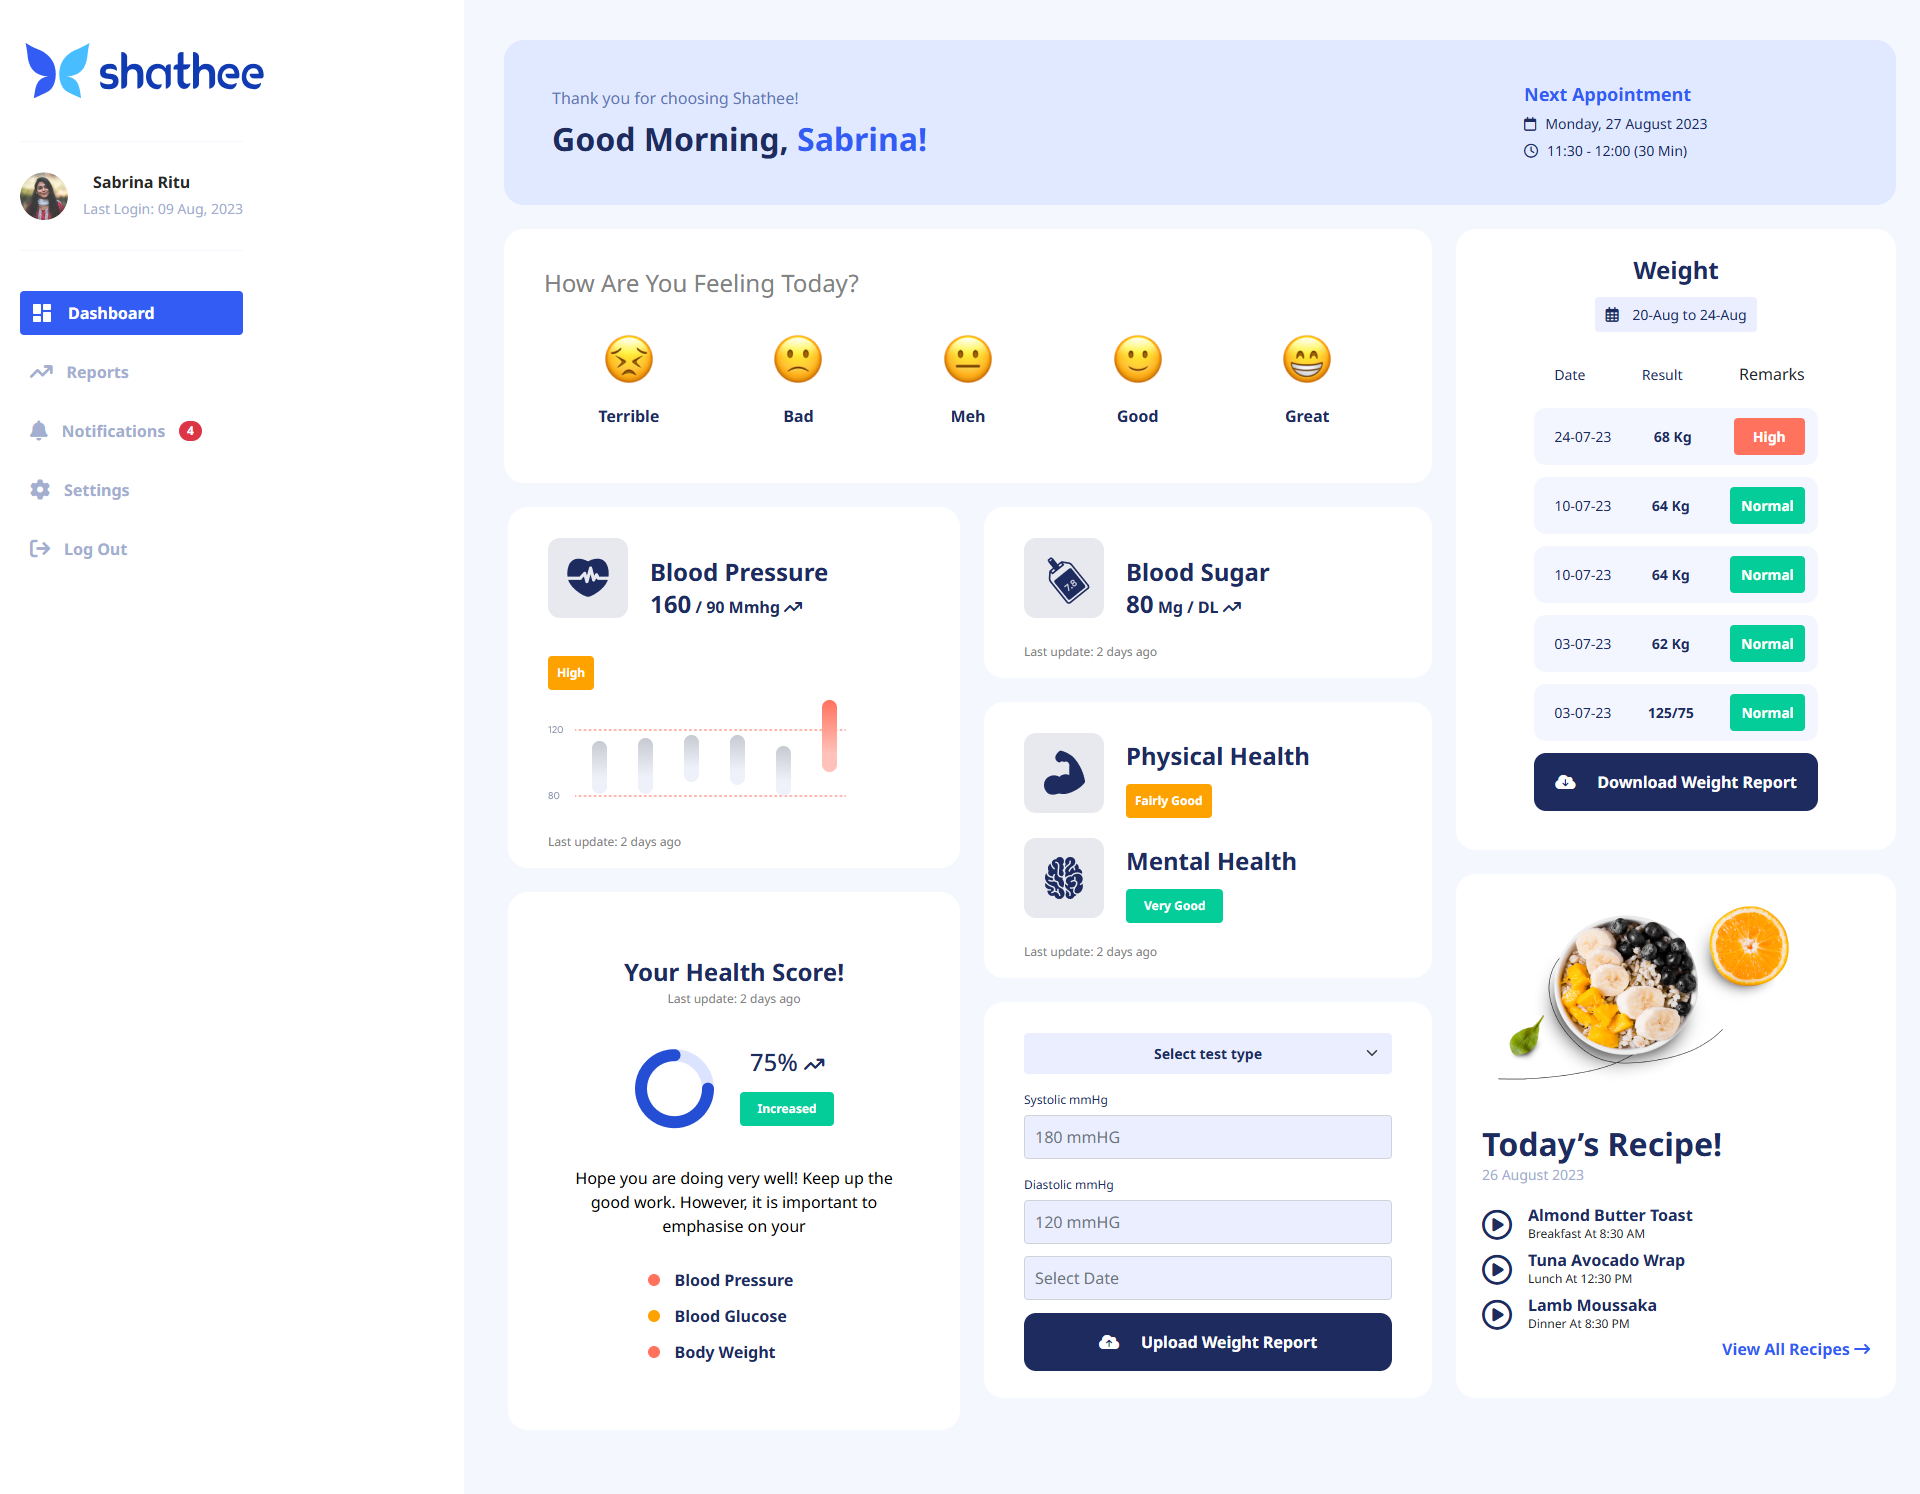 shathee
Sabrina Ritu
Last Login: 09 Aug, 2023
Dashboard
Reports
Notifications 4
Settings
Log Out
Thank you for choosing Shathee!
Good Morning, Sabrina!
Next Appointment
Monday, 27 August 2023
11:30 - 12:00 (30 Min)
How Are You Feeling Today?
Terrible
Bad
Meh
Good
Great
Blood Pressure
160 / 90 Mmhg
High
120
80
Last update: 2 days ago
Your Health Score!
Last update: 2 days ago
75%
Increased
Hope you are doing very well! Keep up the
good work. However, it is important to
emphasise on your
Blood Pressure
Blood Glucose
Body Weight
7.8
Blood Sugar
80 Mg / DL
Last update: 2 days ago
Physical Health
Fairly Good
Mental Health
Very Good
Last update: 2 days ago
Select test type
Systolic mmHg
180 mmHG
Diastolic mmHg
120 mmHG
Select Date
Upload Weight Report
Weight
20-Aug to 24-Aug
Date Result Remarks
24-07-23 68 Kg High
10-07-23 64 Kg Normal
10-07-23 64 Kg Normal
03-07-23 62 Kg Normal
03-07-23 125/75 Normal
Download Weight Report
Today’s Recipe!
26 August 2023
Almond Butter Toast
Breakfast At 8:30 AM
Tuna Avocado Wrap
Lunch At 12:30 PM
Lamb Moussaka
Dinner At 8:30 PM
View All Recipes